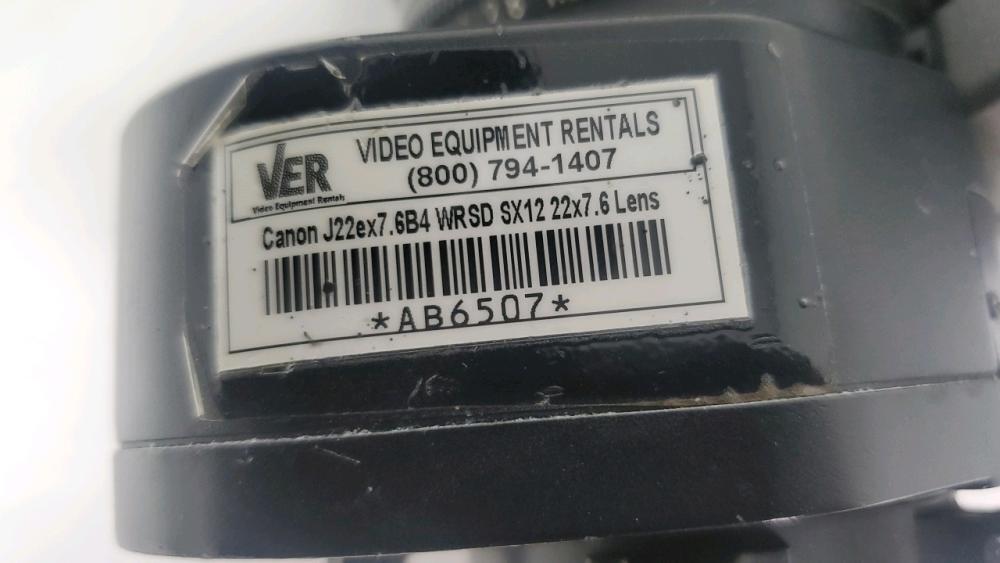 VER
Video Equipment Rentals
VIDEO EQUIPMENT RENTALS
(800) 794-1407
Canon J22ex7.6B4 WRSD SX12 22x7.6 Lens
*AB6507*